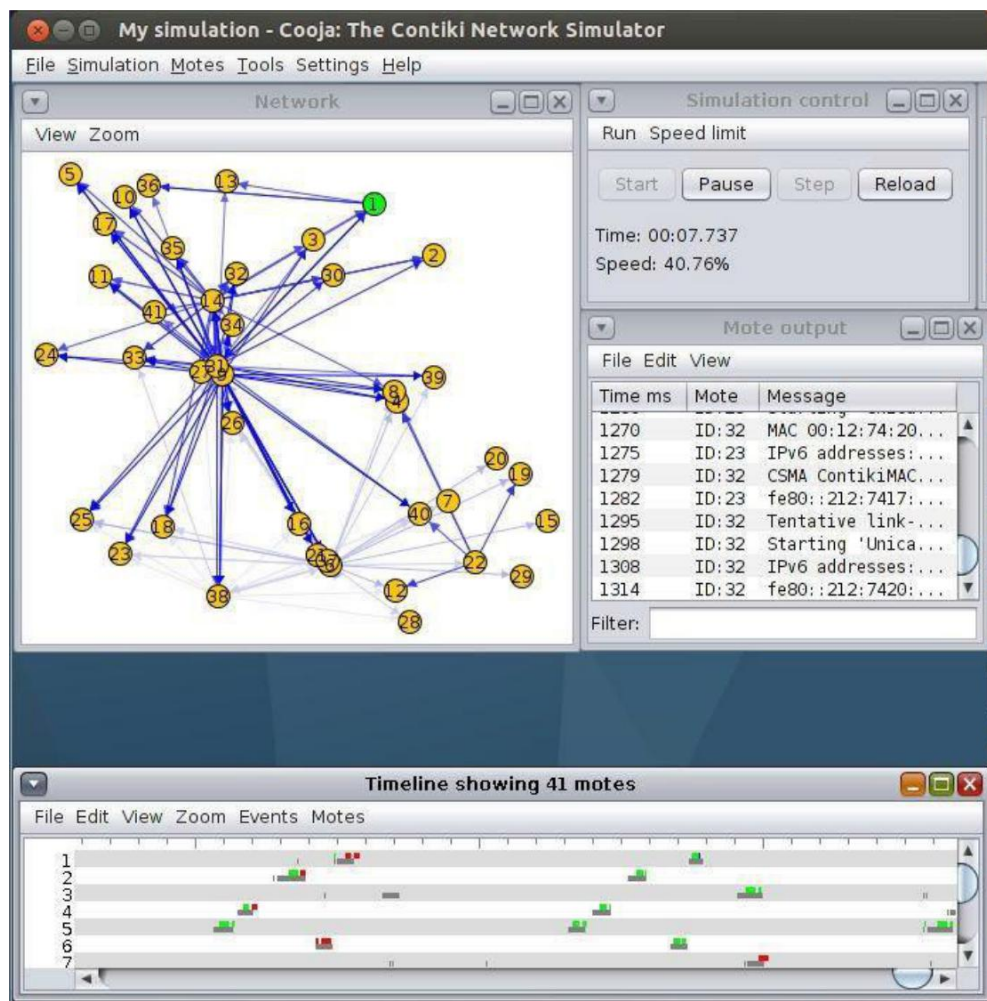 My simulation - Cooja: The Contiki Network Simulator
File Simulation Motes Tools Settings Help
Network
View Zoom
5
36
13
10
1
17
35
3
2
11
32
30
14
41
34
24
33
31
27
9
8
39
4
26
20
19
7
25
18
16
40
15
23
21
6
22
29
38
12
28
Simulation control
Run Speed limit
Start Pause Step Reload
Time: 00:07.737
Speed: 40.76%
Mote output
File Edit View
Time ms Mote Message
1270 ID:32 MAC 00:12:74:20...
1275 ID:23 IPv6 addresses:...
1279 ID:32 CSMA ContikiMAC...
1282 ID:23 fe80::212:7417:...
1295 ID:32 Tentative link-...
1298 ID:32 Starting 'Unica...
1308 ID:32 IPv6 addresses:...
1314 ID:32 fe80::212:7420:...
Filter:
Timeline showing 41 motes
File Edit View Zoom Events Motes
1
2
3
4
5
6
7